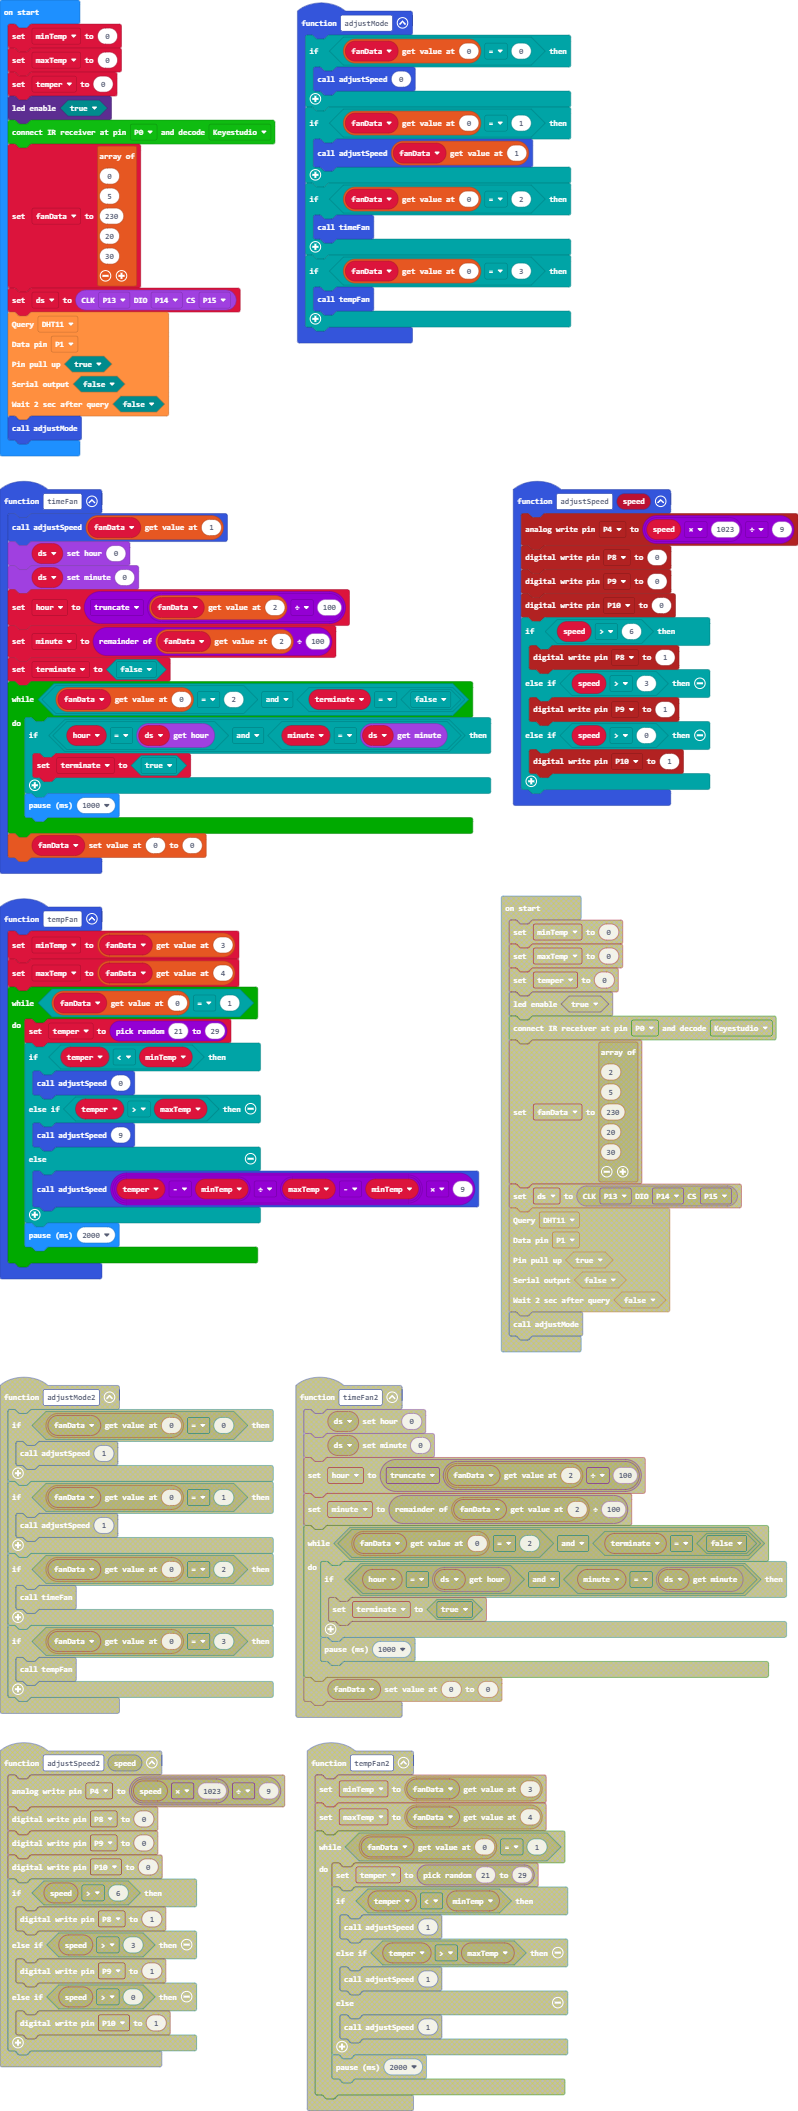 on start
set minTemp to 0
set maxTemp to 0
set temper to 0
led enable true
connect IR receiver at pin P0 and decode Keyestudio
set fanData to array of
0
5
230
20
30
set ds to CLK P13 DIO P14 CS P15
Query DHT11
Data pin P1
Pin pull up true
Serial output false
Wait 2 sec after query false
call adjustMode
function adjustMode
if fanData get value at 0 = 0 then
call adjustSpeed 0
if fanData get value at 0 = 1 then
call adjustSpeed fanData get value at 1
if fanData get value at 0 = 2 then
call timeFan
if fanData get value at 0 = 3 then
call tempFan
function timeFan
call adjustSpeed fanData get value at 1
ds set hour 0
ds set minute 0
set hour to truncate fanData get value at 2 ÷ 100
set minute to remainder of fanData get value at 2 ÷ 100
set terminate to false
while fanData get value at 0 = 2 and terminate = false
do
if hour = ds get hour and minute = ds get minute then
set terminate to true
pause (ms) 1000
fanData set value at 0 to 0
function adjustSpeed speed
analog write pin P4 to speed × 1023 ÷ 9
digital write pin P8 to 0
digital write pin P9 to 0
digital write pin P10 to 0
if speed > 6 then
digital write pin P8 to 1
else if speed > 3 then
digital write pin P9 to 1
else if speed > 0 then
digital write pin P10 to 1
function tempFan
set minTemp to fanData get value at 3
set maxTemp to fanData get value at 4
while fanData get value at 0 = 1
do
set temper to pick random 21 to 29
if temper < minTemp then
call adjustSpeed 0
else if temper > maxTemp then
call adjustSpeed 9
else
call adjustSpeed temper - minTemp ÷ maxTemp - minTemp × 9
pause (ms) 2000
on start
set minTemp to 0
set maxTemp to 0
set temper to 0
led enable true
connect IR receiver at pin P0 and decode Keyestudio
set fanData to array of
2
5
230
20
30
set ds to CLK P13 DIO P14 CS P15
Query DHT11
Data pin P1
Pin pull up true
Serial output false
Wait 2 sec after query false
call adjustMode
function adjustMode2
if fanData get value at 0 = 0 then
call adjustSpeed 1
if fanData get value at 0 = 1 then
call adjustSpeed 1
if fanData get value at 0 = 2 then
call timeFan
if fanData get value at 0 = 3 then
call tempFan
function timeFan2
ds set hour 0
ds set minute 0
set hour to truncate fanData get value at 2 ÷ 100
set minute to remainder of fanData get value at 2 ÷ 100
while fanData get value at 0 = 2 and terminate = false
do
if hour = ds get hour and minute = ds get minute then
set terminate to true
pause (ms) 1000
fanData set value at 0 to 0
function adjustSpeed2 speed
analog write pin P4 to speed × 1023 ÷ 9
digital write pin P8 to 0
digital write pin P9 to 0
digital write pin P10 to 0
if speed > 6 then
digital write pin P8 to 1
else if speed > 3 then
digital write pin P9 to 1
else if speed > 0 then
digital write pin P10 to 1
function tempFan2
set minTemp to fanData get value at 3
set maxTemp to fanData get value at 4
while fanData get value at 0 = 1
do
set temper to pick random 21 to 29
if temper < minTemp then
call adjustSpeed 1
else if temper > maxTemp then
call adjustSpeed 1
else
call adjustSpeed 1
pause (ms) 2000